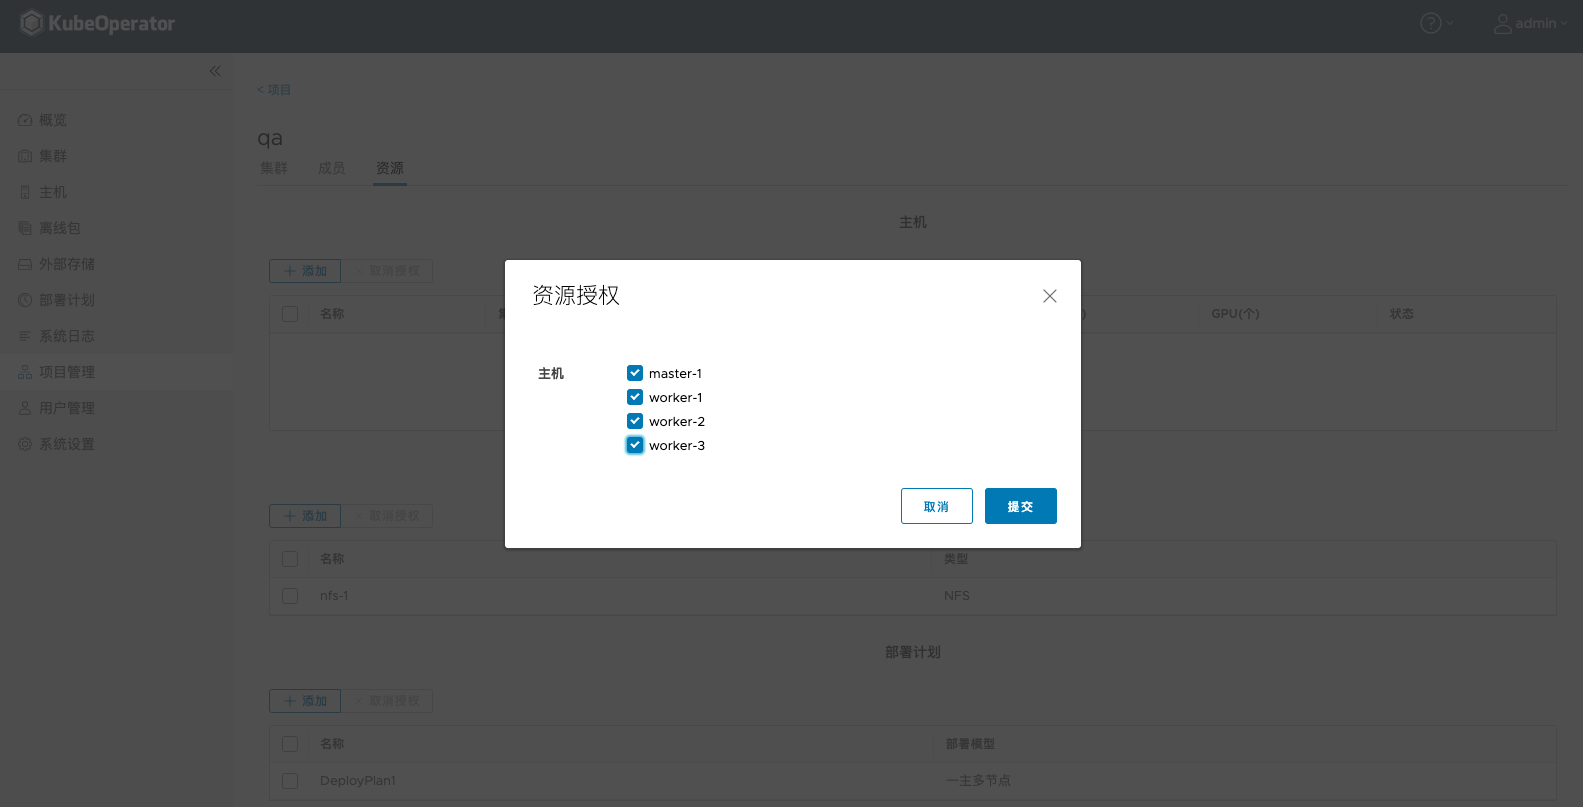 KubeOperator
? admin
< 项目
概览
集群
主机
离线包
外部存储
部署计划
系统日志
项目管理
用户管理
系统设置
qa
集群 成员 资源
主机
添加 取消授权
名称 GPU(个) 状态
资源授权
主机
master-1
worker-1
worker-2
worker-3
取消 提交
添加 取消授权
名称 类型
nfs-1 NFS
部署计划
添加 取消授权
名称 部署模型
DeployPlan1 一主多节点